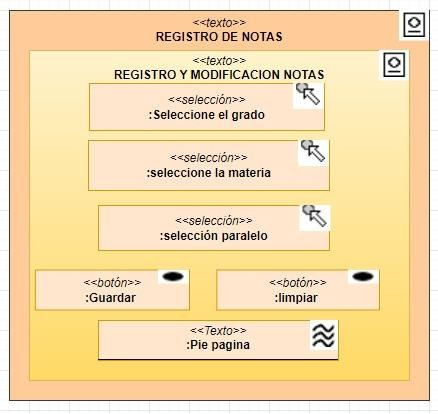 <<texto>>
REGISTRO DE NOTAS
<<texto>>
REGISTRO Y MODIFICACION NOTAS
<<selección>>
:Seleccione el grado
<<selección>>
:seleccione la materia
<<selección>>
:selección paralelo
<<botón>>
:Guardar
<<botón>>
:limpiar
<<Texto>>
:Pie pagina